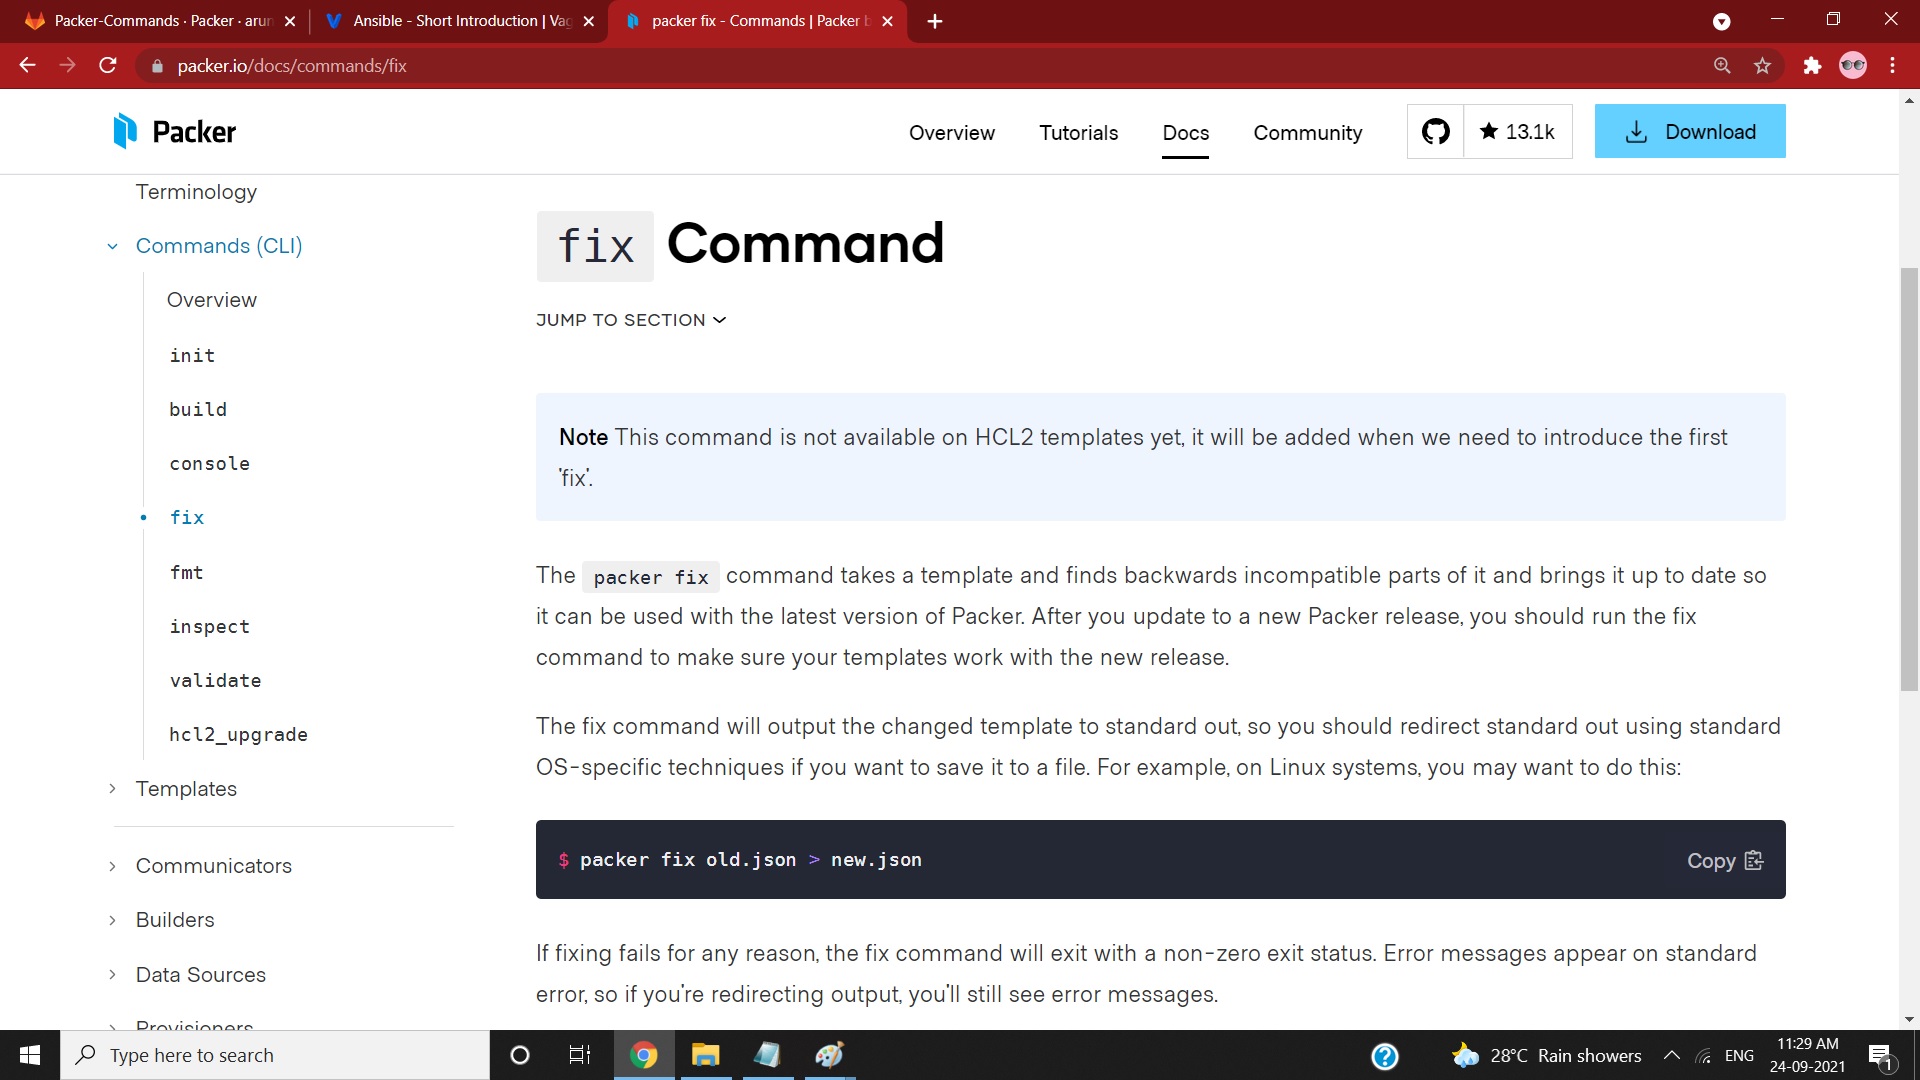 Packer-Commands · Packer · arun
Ansible - Short Introduction | Vag
packer fix - Commands | Packer b
packer.io/docs/commands/fix
Packer
Overview
Tutorials
Docs
Community
13.1k
Download
Terminology
Commands (CLI)
Overview
init
build
console
fix
fmt
inspect
validate
hcl2_upgrade
Templates
Communicators
Builders
Data Sources
Provisioners
fix Command
JUMP TO SECTION
Note This command is not available on HCL2 templates yet, it will be added when we need to introduce the first
'fix'.
The packer fix command takes a template and finds backwards incompatible parts of it and brings it up to date so
it can be used with the latest version of Packer. After you update to a new Packer release, you should run the fix
command to make sure your templates work with the new release.
The fix command will output the changed template to standard out, so you should redirect standard out using standard
OS-specific techniques if you want to save it to a file. For example, on Linux systems, you may want to do this:
$ packer fix old.json > new.json
Copy
If fixing fails for any reason, the fix command will exit with a non-zero exit status. Error messages appear on standard
error, so if you're redirecting output, you'll still see error messages.
Type here to search
28°C Rain showers
ENG
11:29 AM
24-09-2021
1